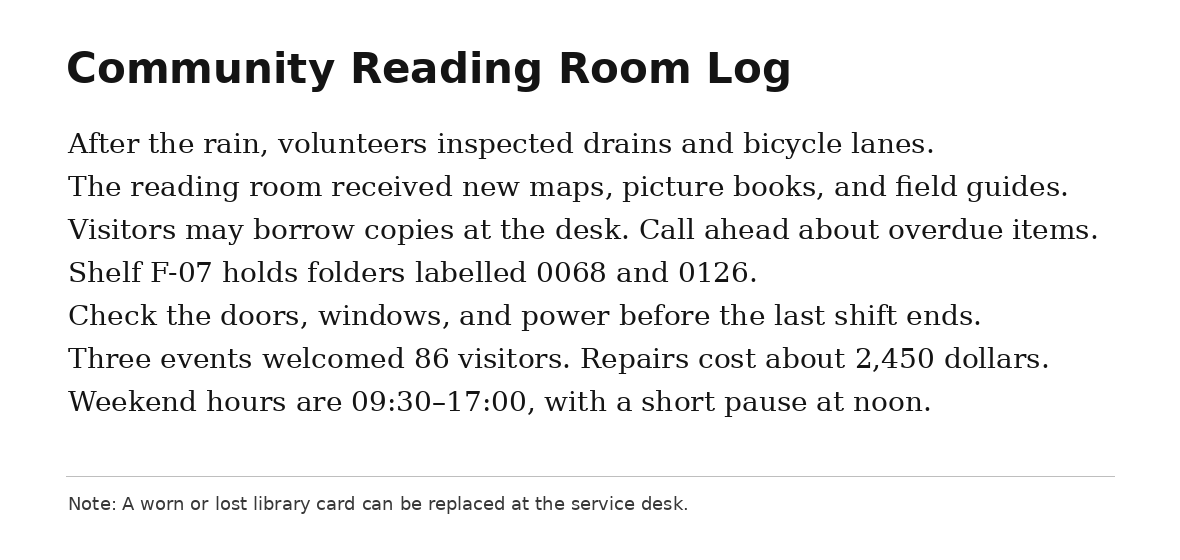 Community Reading Room Log
After the rain, volunteers inspected drains and bicycle lanes.
The reading room received new maps, picture books, and field guides.
Visitors may borrow copies at the desk. Call ahead about overdue items.
Shelf F-07 holds folders labelled 0068 and 0126.
Check the doors, windows, and power before the last shift ends.
Three events welcomed 86 visitors. Repairs cost about 2,450 dollars.
Weekend hours are 09:30–17:00, with a short pause at noon.
Note: A worn or lost library card can be replaced at the service desk.